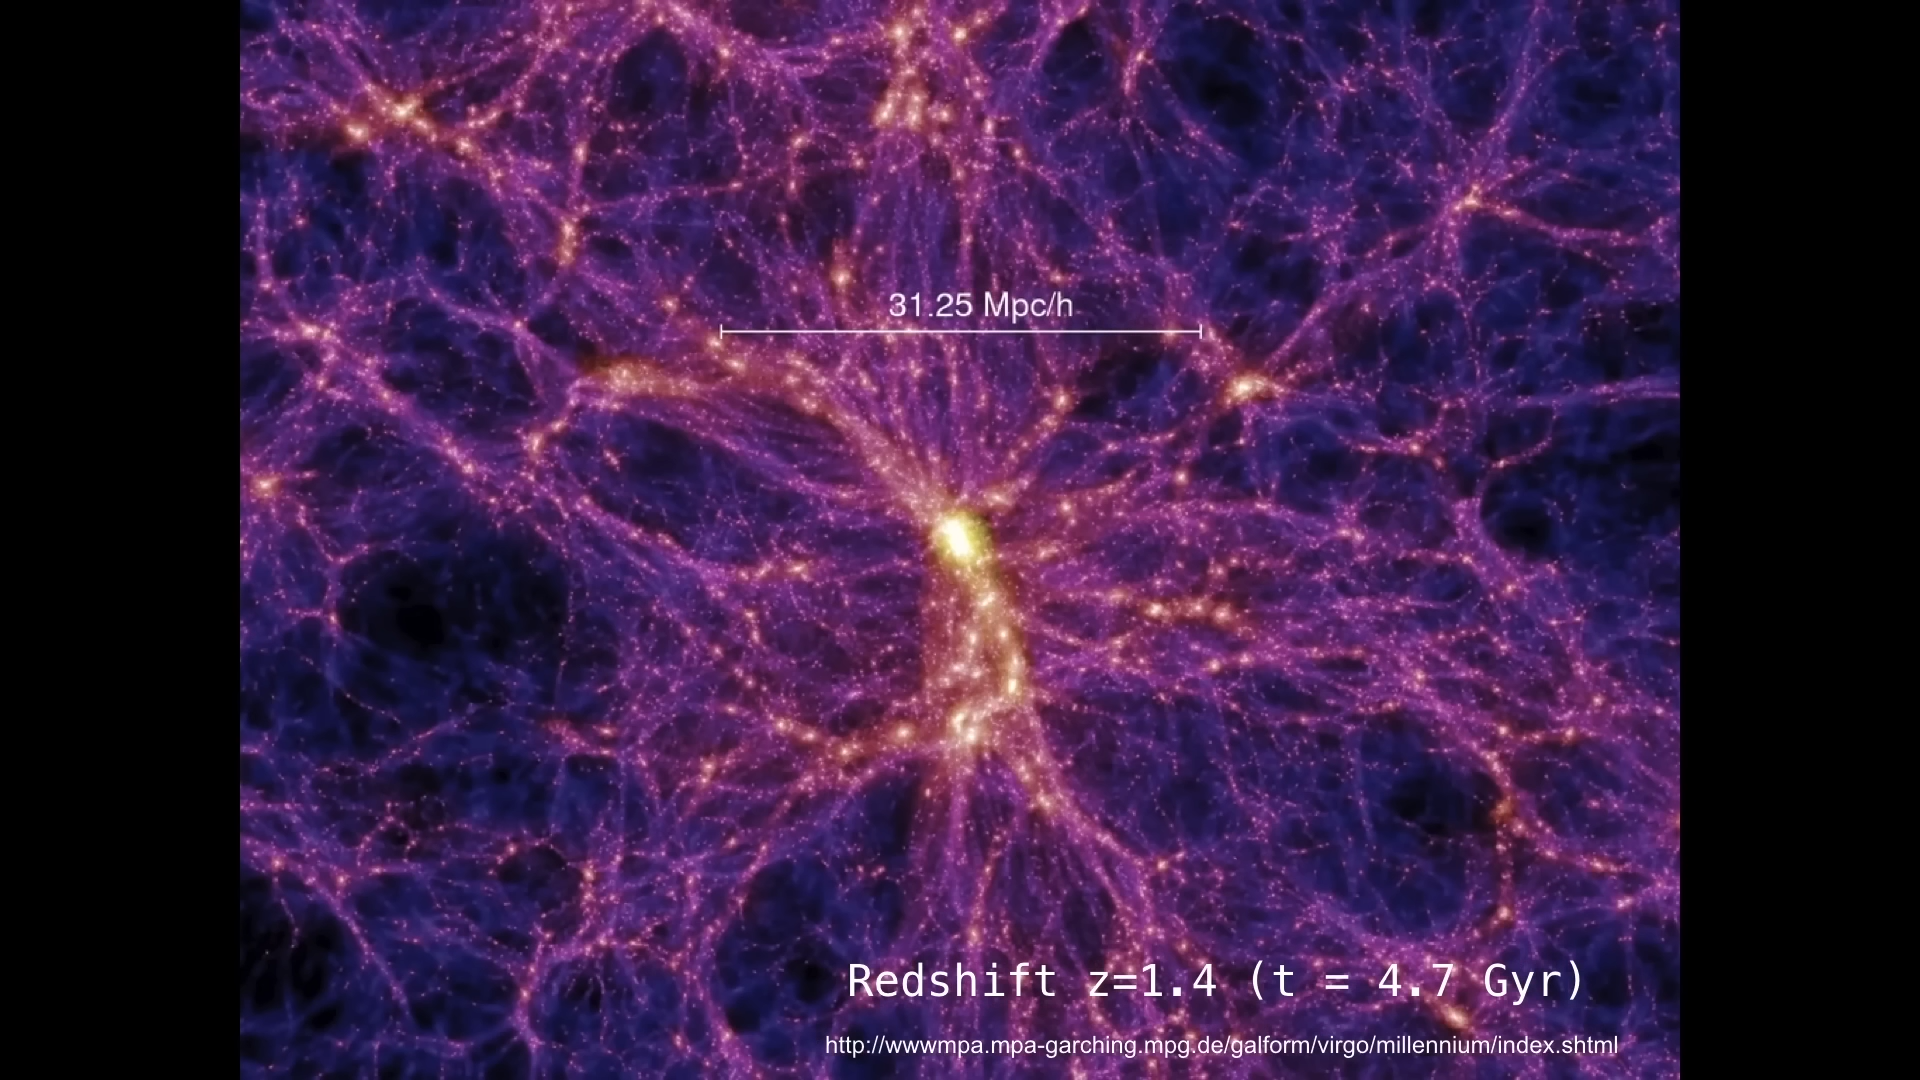 31.25 Mpc/h
Redshift z=1.4 (t = 4.7 Gyr)
http://wwwmpa.mpa-garching.mpg.de/galform/virgo/millennium/index.shtml